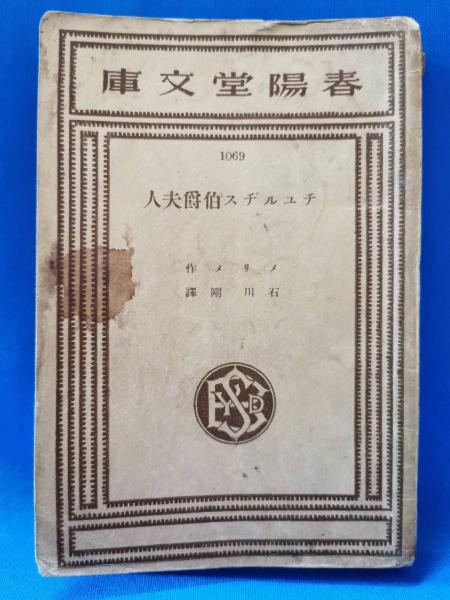 春陽堂文庫
1069
チユルヂス伯爵夫人
メリメ作
石川剛譯